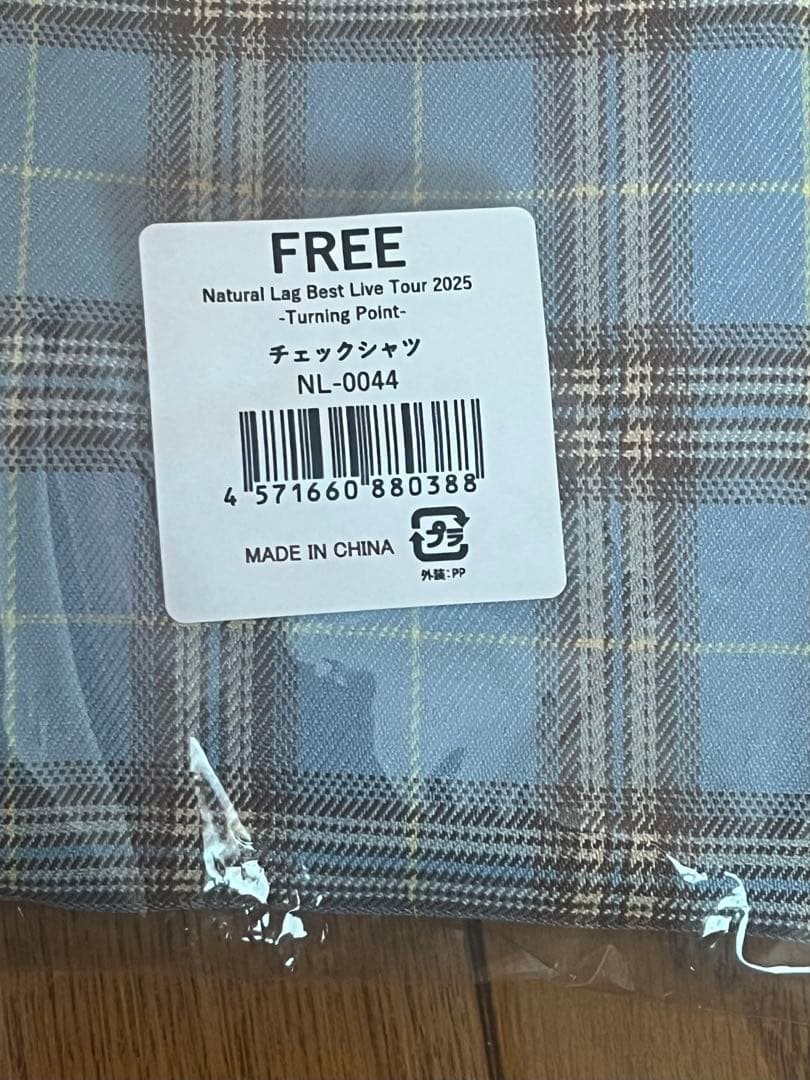 FREE
Natural Lag Best Live Tour 2025
-Turning Point-
チェックシャツ
NL-0044
4 571660 880388
MADE IN CHINA
プラ
外装:PP